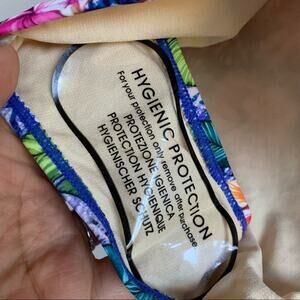 HYGIENIC PROTECTION
For your protection only remove after Purchase
PROTEZIONE IGIENICA
PROTECTION HYGIENIQUE
HYGIENISCHER SCHUTZ